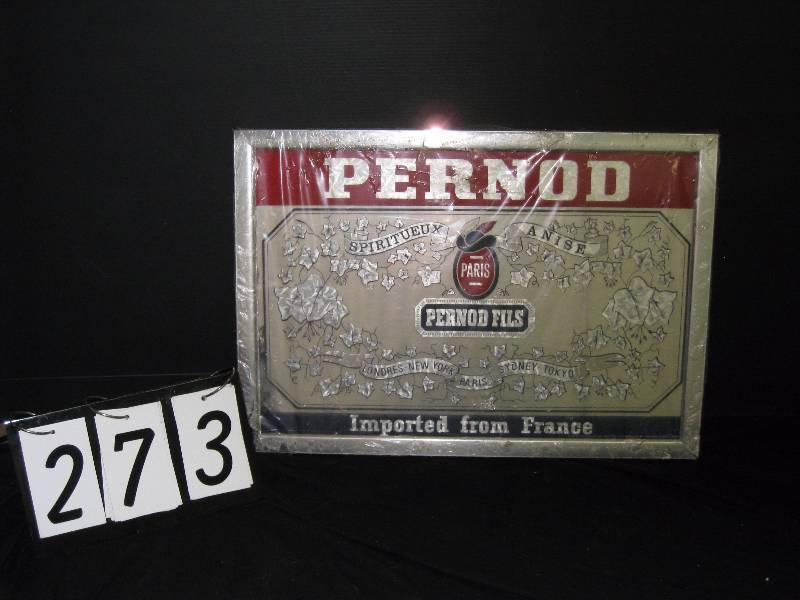 PERNOD
SPIRITUEUX ANISE
PARIS
PERNOD FILS
LONDRES NEW YORK PARIS SYDNEY TOKYO
Imported from France
273